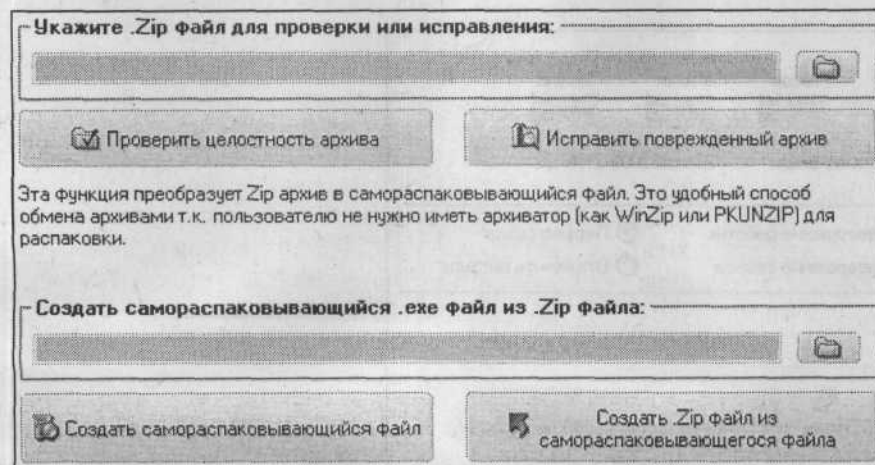 Укажите .Zip файл для проверки или исправления:
Проверить целостность архива
Исправить поврежденный архив
Эта функция преобразует Zip архив в самораспаковывающийся файл. Это удобный способ
обмена архивами т.к. пользователю не нужно иметь архиватор (как WinZip или PKUNZIP) для
распаковки.
Создать самораспаковывающийся .exe файл из .Zip файла:
Создать самораспаковывающийся файл
Создать .Zip файл из
самораспаковывающегося файла